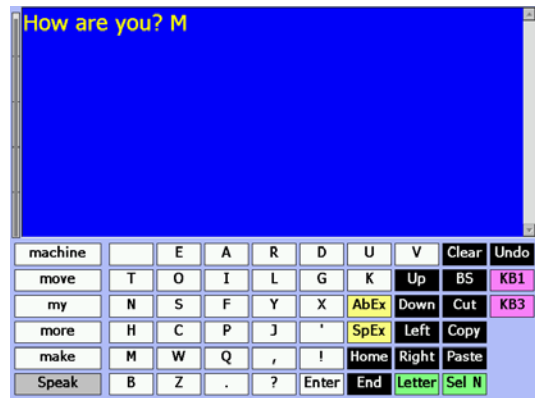 How are you? M
machine E A R D U V Clear Undo
move T O I L G K Up BS KB1
my N S F Y X AbEx Down Cut KB3
more H C P J ' SpEx Left Copy
make M W Q , ! Home Right Paste
Speak B Z . ? Enter End Letter Sel N